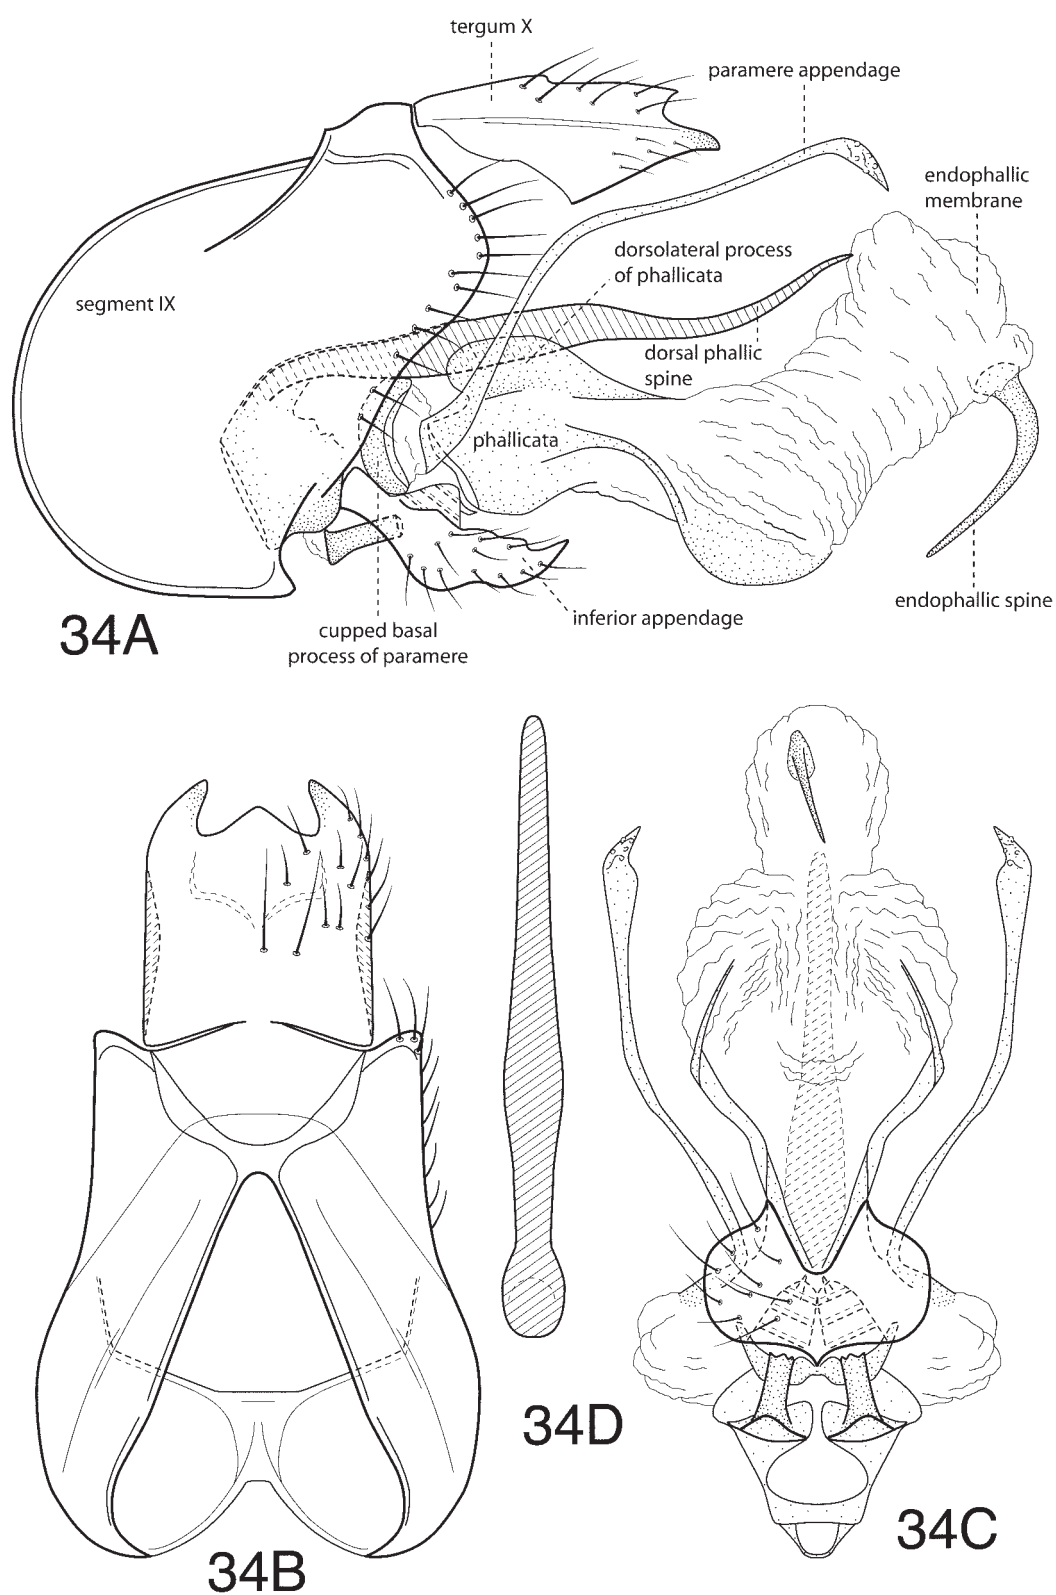 tergum X
paramere appendage
endophallic
membrane
dorsolateral process
of phallicata
segment IX
dorsal phallic
spine
phallicata
endophallic spine
inferior appendage
cupped basal
process of paramere
34A
34D
34C
34B